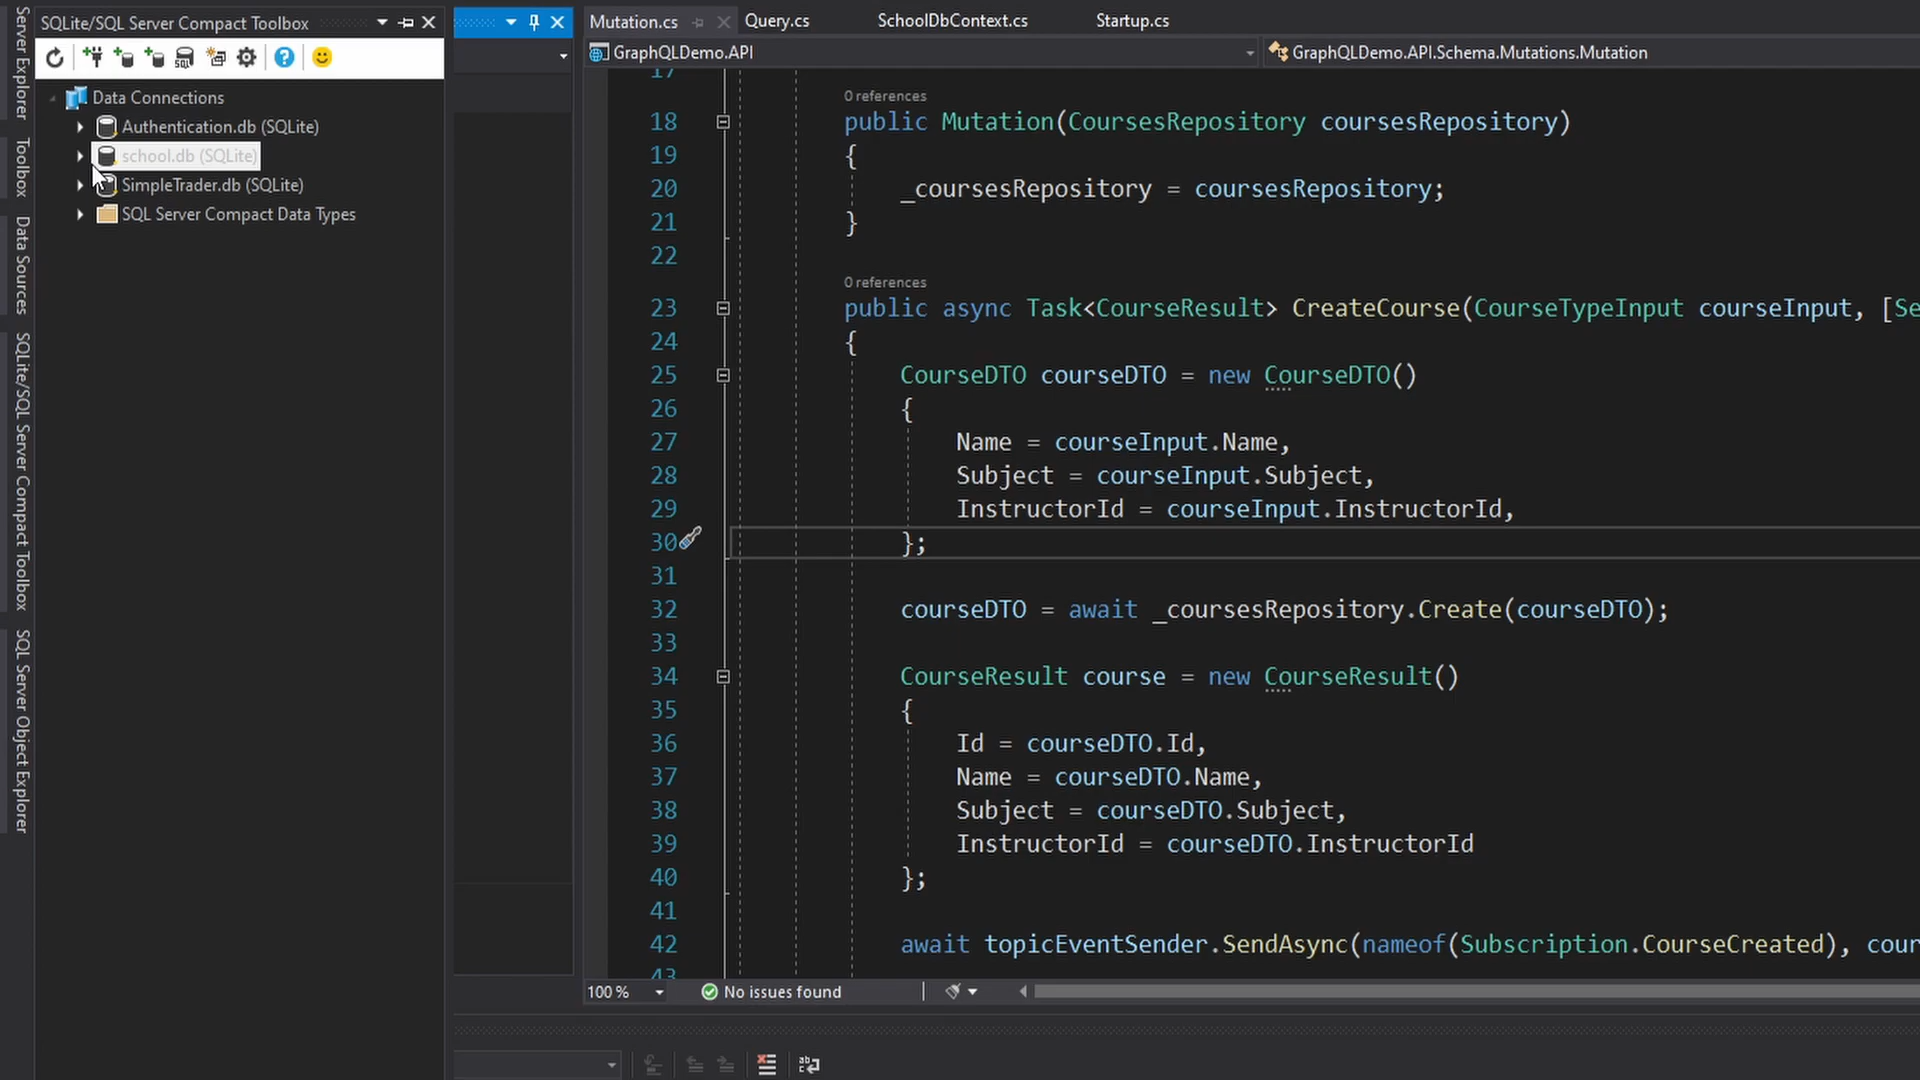 Server Explorer
Toolbox
Data Sources
SQLite/SQL Server Compact Toolbox
SQL Server Object Explorer
SQLite/SQL Server Compact Toolbox
Data Connections
Authentication.db (SQLite)
school.db (SQLite)
SimpleTrader.db (SQLite)
SQL Server Compact Data Types
Mutation.cs
Query.cs
SchoolDbContext.cs
Startup.cs
GraphQLDemo.API
GraphQLDemo.API.Schema.Mutations.Mutation
17
0 references
18 public Mutation(CoursesRepository coursesRepository)
19 {
20 _coursesRepository = coursesRepository;
21 }
22
0 references
23 public async Task<CourseResult> CreateCourse(CourseTypeInput courseInput, [Se
24 {
25 CourseDTO courseDTO = new CourseDTO()
26 {
27 Name = courseInput.Name,
28 Subject = courseInput.Subject,
29 InstructorId = courseInput.InstructorId,
30 };
31
32 courseDTO = await _coursesRepository.Create(courseDTO);
33
34 CourseResult course = new CourseResult()
35 {
36 Id = courseDTO.Id,
37 Name = courseDTO.Name,
38 Subject = courseDTO.Subject,
39 InstructorId = courseDTO.InstructorId
40 };
41
42 await topicEventSender.SendAsync(nameof(Subscription.CourseCreated), cour
43
100 %
No issues found